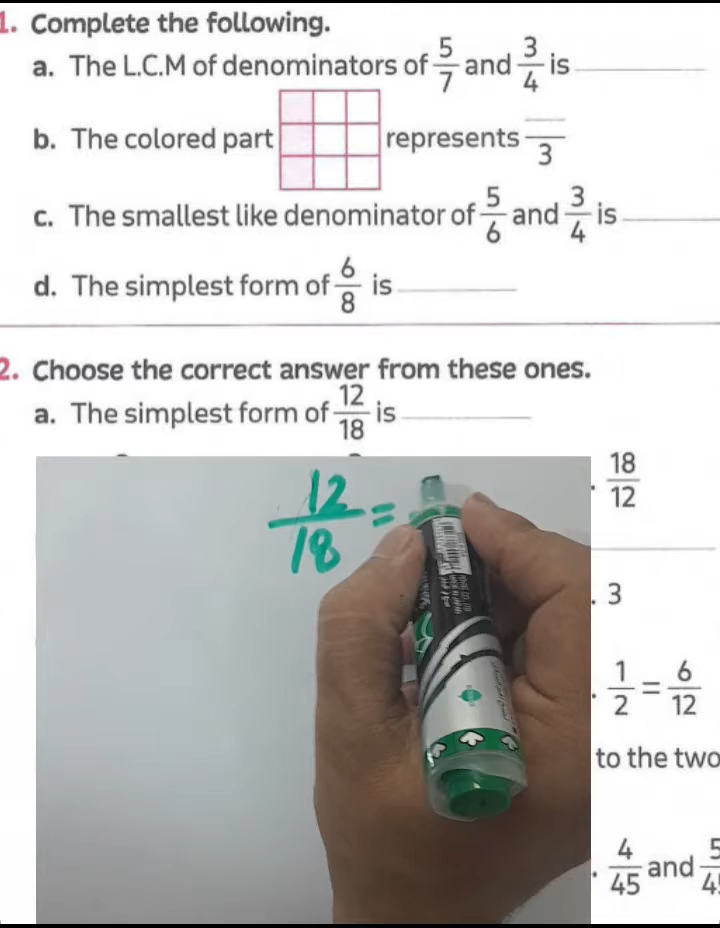 1. Complete the following.
a. The L.C.M of denominators of 5/7 and 3/4 is
b. The colored part represents /3
c. The smallest like denominator of 5/6 and 3/4 is
d. The simplest form of 6/8 is
2. Choose the correct answer from these ones.
a. The simplest form of 12/18 is
12/18 =
. 18/12
. 3
. 1/2 = 6/12
to the two
. 4/45 and